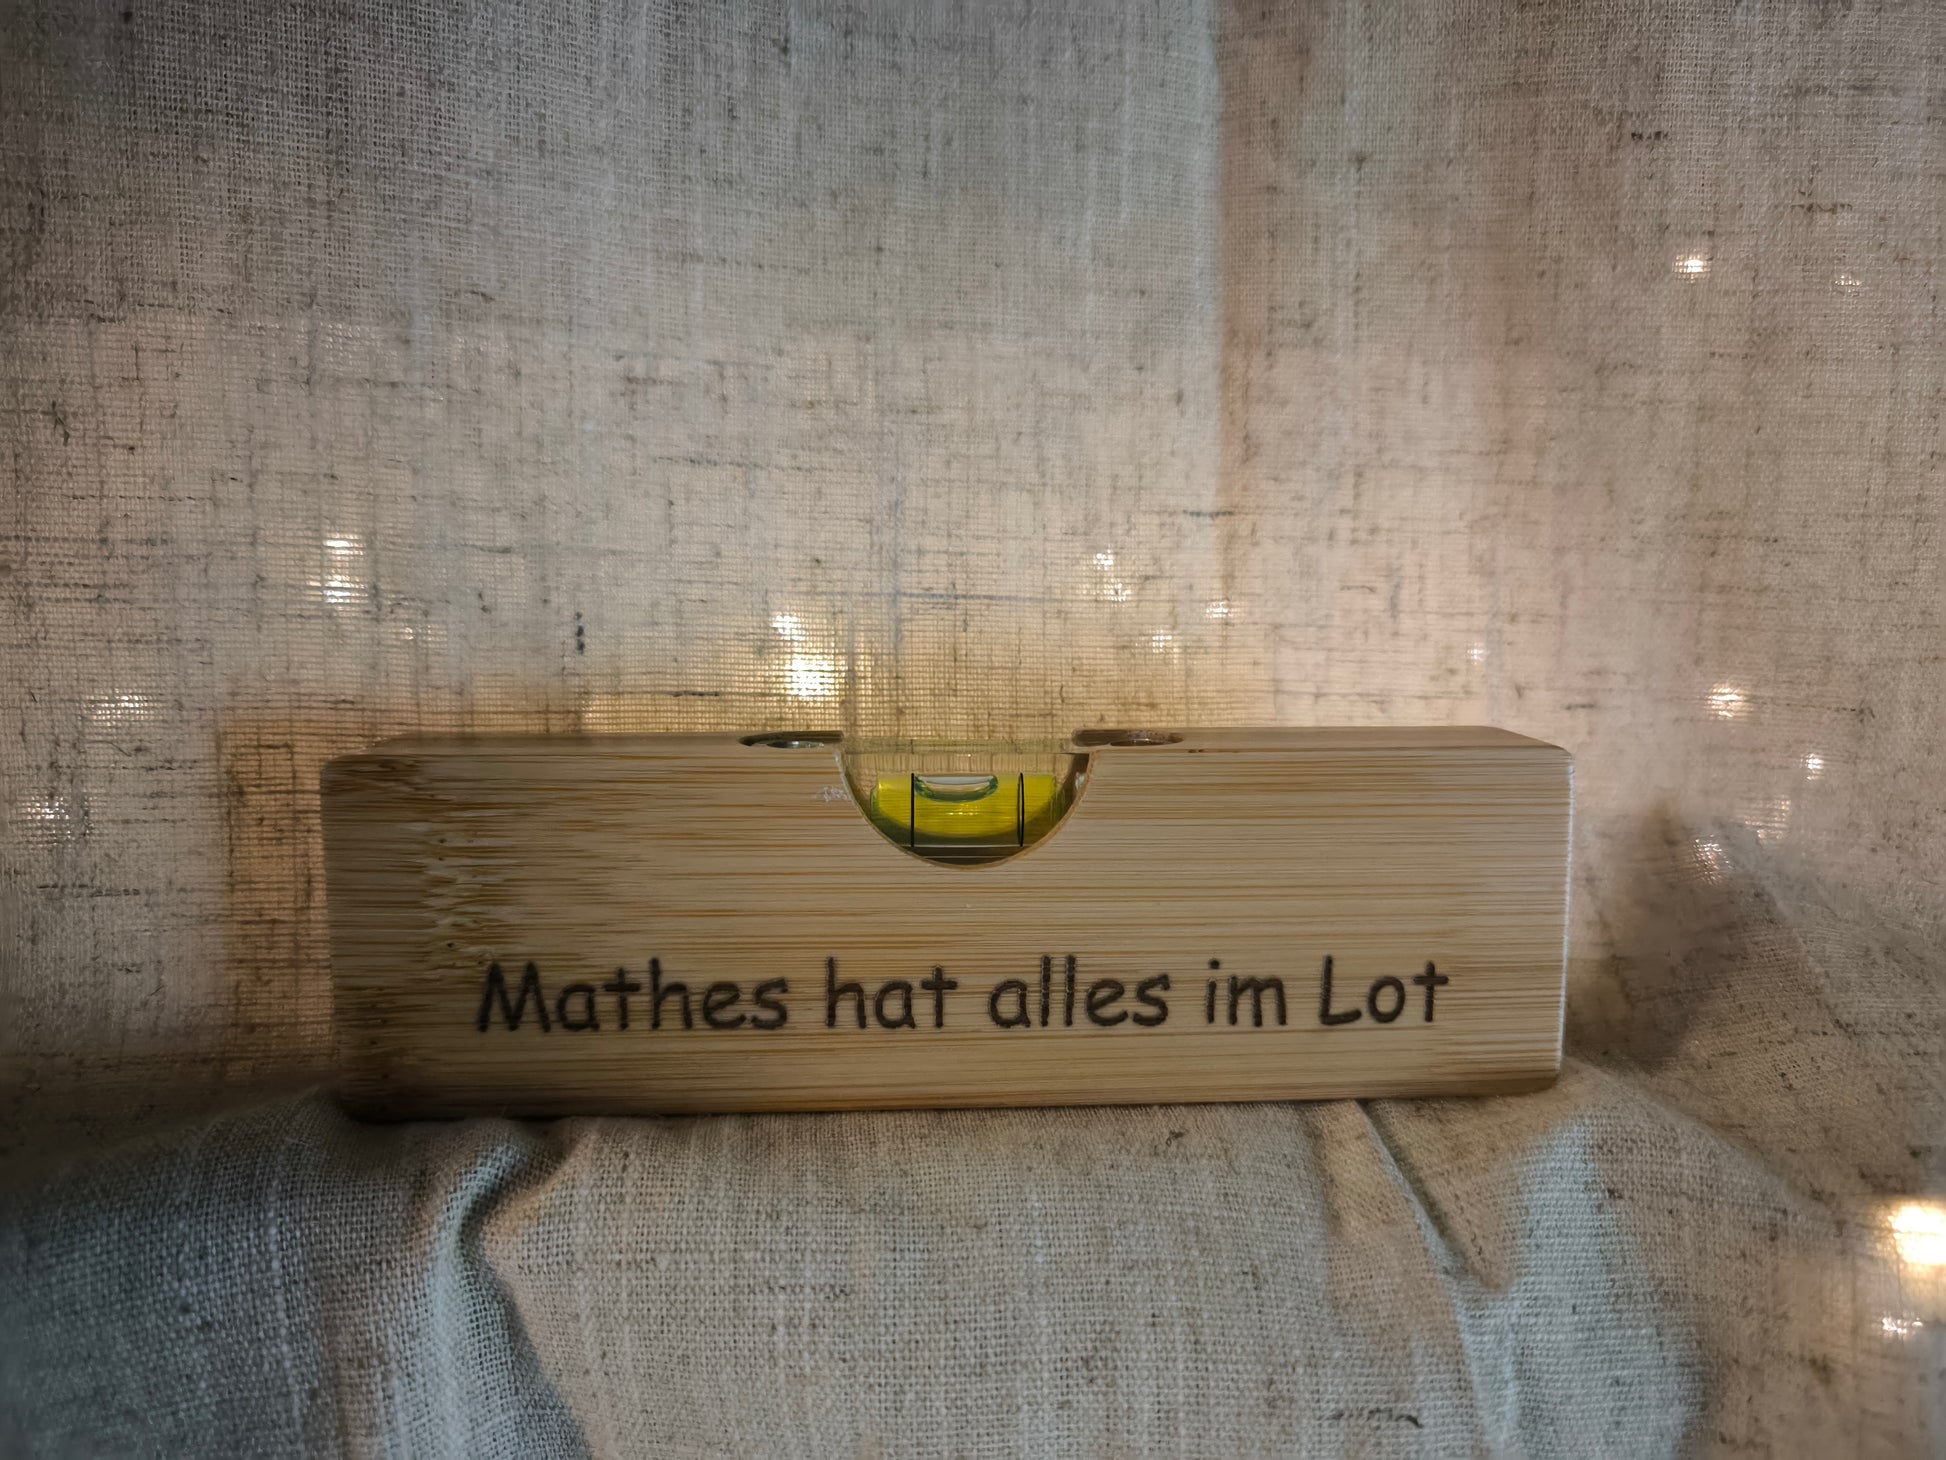 Mathes hat alles im Lot